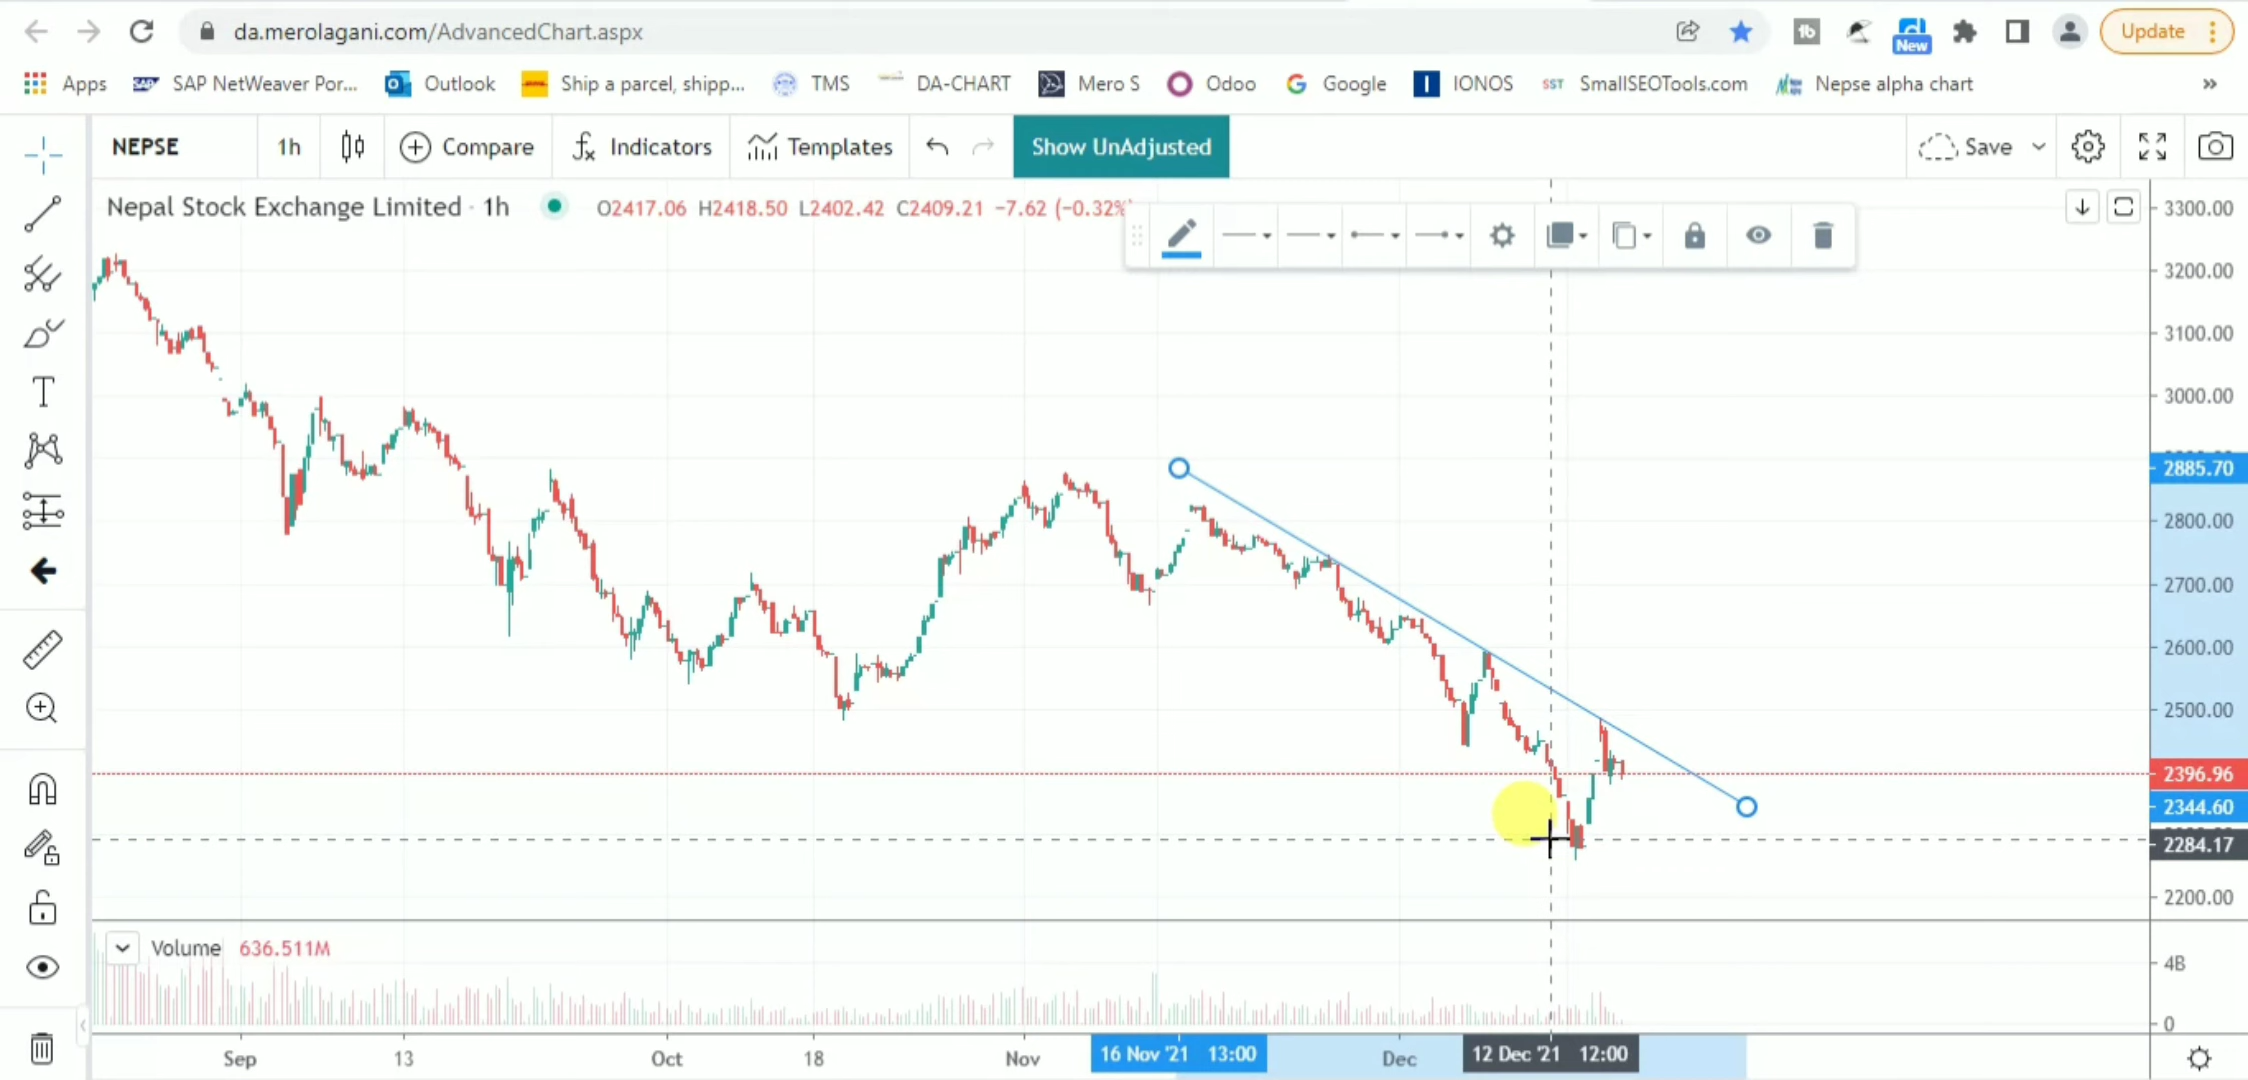 da.merolagani.com/AdvancedChart.aspx
New
Update
Apps
SAP NetWeaver Por...
Outlook
Ship a parcel, shipp...
TMS
DA-CHART
Mero S
Odoo
Google
IONOS
SST SmallSEOTools.com
Nepse alpha chart
»
NEPSE
1h
Compare
Indicators
Templates
Show UnAdjusted
Save
Nepal Stock Exchange Limited · 1h
O2417.06 H2418.50 L2402.42 C2409.21 −7.62 (−0.32%
3300.00
3200.00
3100.00
3000.00
2885.70
2800.00
2700.00
2600.00
2500.00
2396.96
2344.60
2284.17
2200.00
Volume 636.511M
4B
0
Sep
13
Oct
18
Nov
16 Nov '21 13:00
Dec
12 Dec '21 12:00